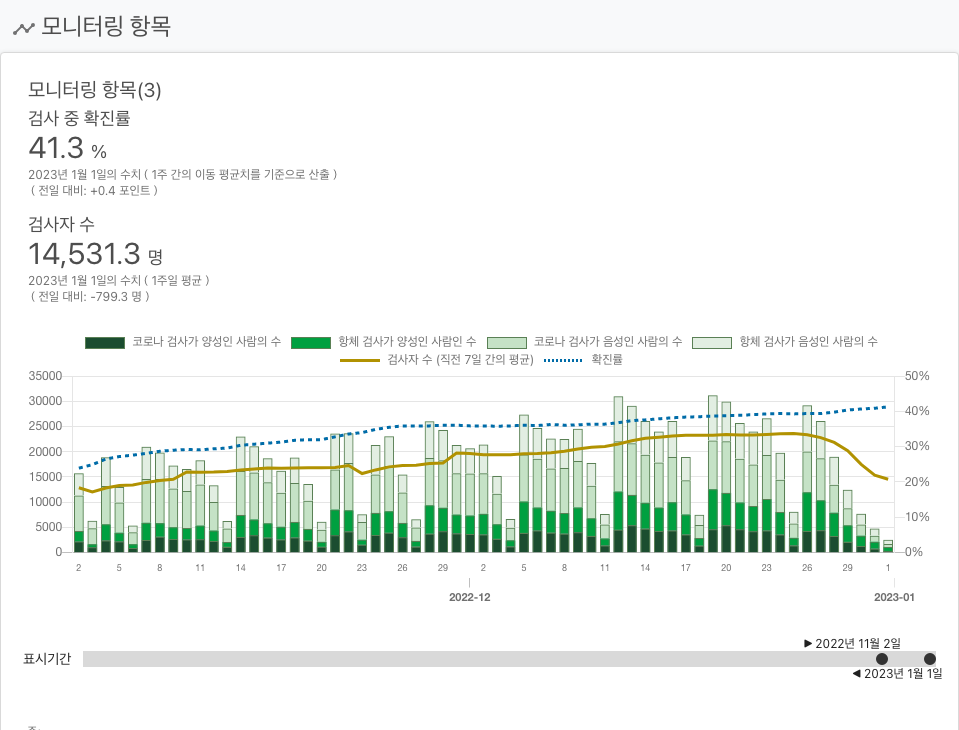 모니터링 항목
모니터링 항목(3)
검사 중 확진률
41.3 %
2023년 1월 1일의 수치 ( 1주 간의 이동 평균치를 기준으로 산출 )
( 전일 대비: +0.4 포인트 )
검사자 수
14,531.3 명
2023년 1월 1일의 수치 ( 1주일 평균 )
( 전일 대비: -799.3 명 )
코로나 검사가 양성인 사람의 수 항체 검사가 양성인 사람인 수 코로나 검사가 음성인 사람의 수 항체 검사가 음성인 사람의 수
검사자 수 (직전 7일 간의 평균) 확진률
35000 50%
30000 40%
25000
20000 30%
15000 20%
10000 10%
5000
0 0%
2 5 8 11 14 17 20 23 26 29 2 5 8 11 14 17 20 23 26 29 1
2022-12 2023-01
▶ 2022년 11월 2일
표시기간
◀ 2023년 1월 1일